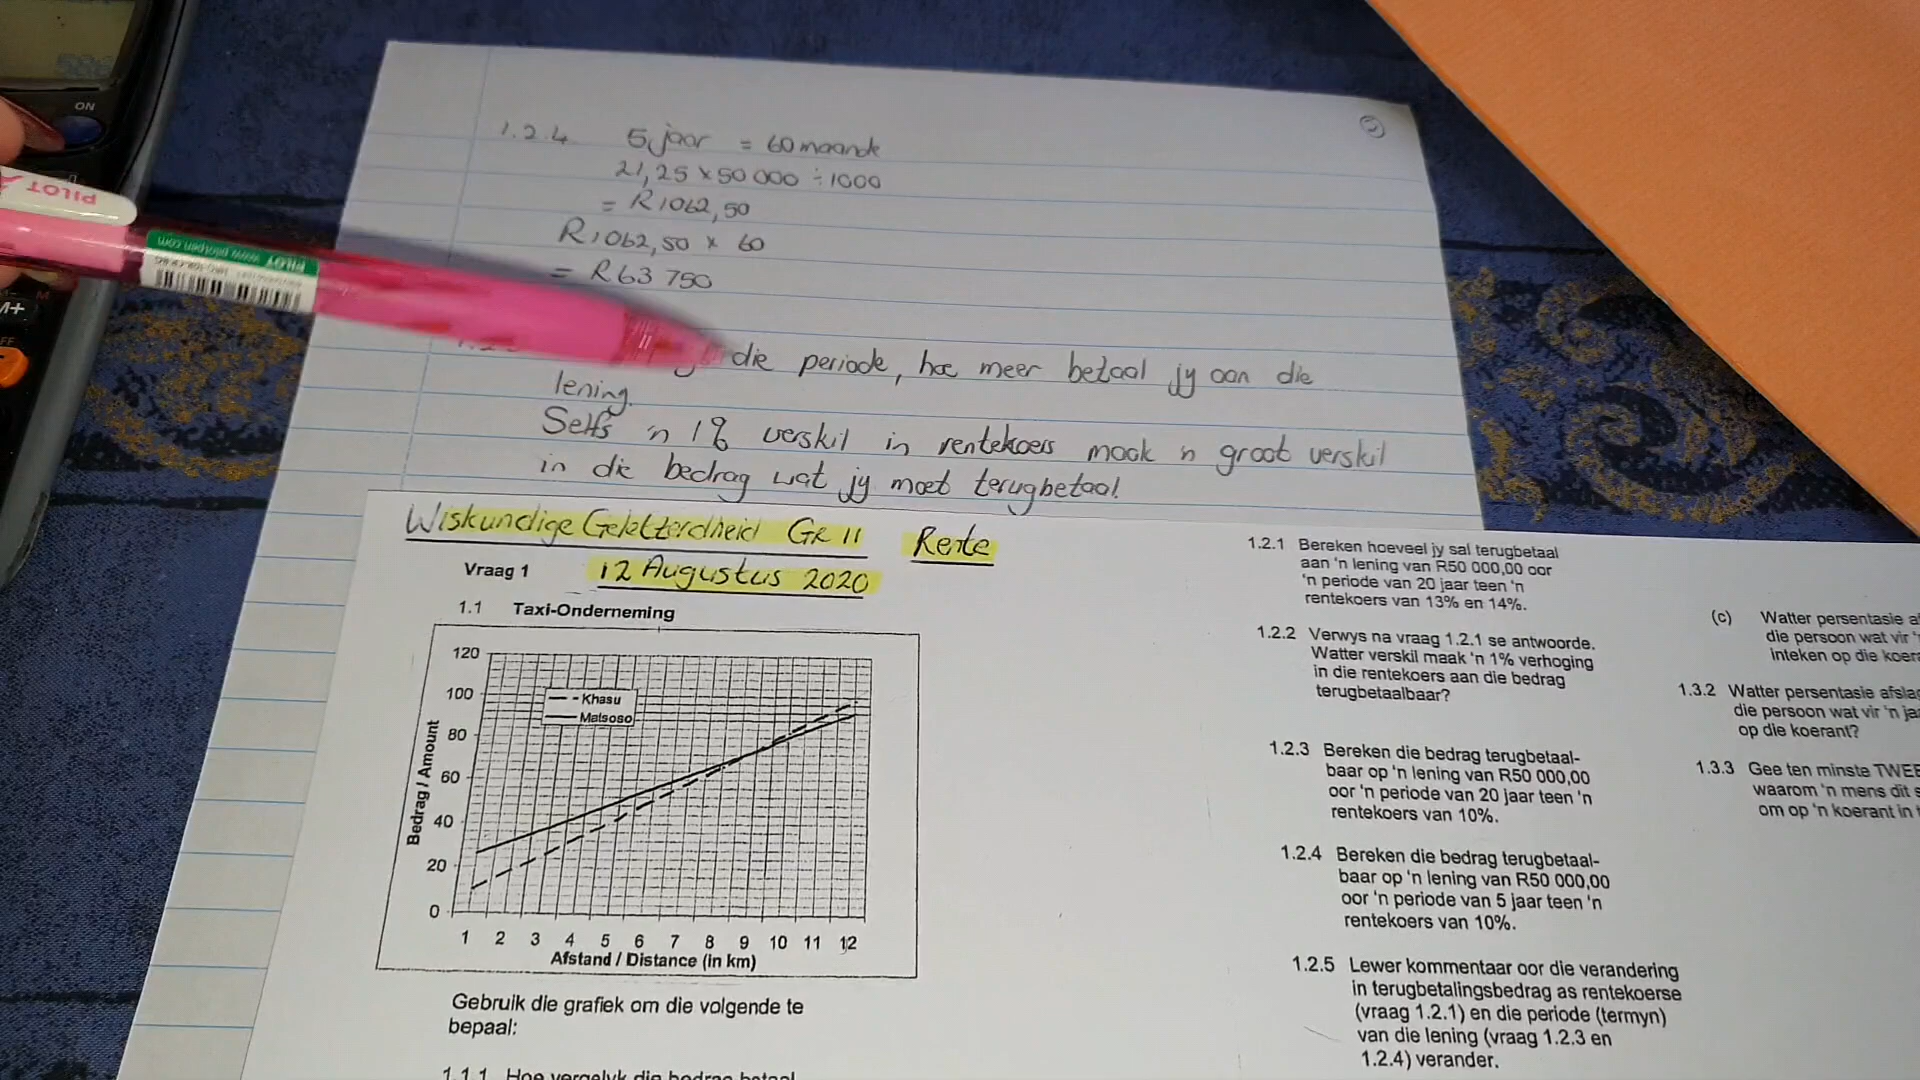 ON
PILOT
PILOT www.pilotpen.com
M+
2
1.2.4 5 jaar = 60 maande
21,25 x 50 000 ÷ 1000
= R1062,50
R1062,50 x 60
= R63 750
die periode, hoe meer betaal jy aan die
lening.
Selfs 'n 1% verskil in rentekoers maak 'n groot verskil
in die bedrag wat jy moet terugbetaal.
Wiskundige Geletterdheid GR 11 Rente
12 Augustus 2020
Vraag 1
1.1 Taxi-Onderneming
120
100
80
60
40
20
0
Khasu
Matsoso
Bedrag / Amount
1 2 3 4 5 6 7 8 9 10 11 12
Afstand / Distance (in km)
Gebruik die grafiek om die volgende te
bepaal:
1.1.1 Hoe vergelyk die bedrag betaal
1.2.1 Bereken hoeveel jy sal terugbetaal
aan 'n lening van R50 000,00 oor
'n periode van 20 jaar teen 'n
rentekoers van 13% en 14%.
1.2.2 Verwys na vraag 1.2.1 se antwoorde.
Watter verskil maak 'n 1% verhoging
in die rentekoers aan die bedrag
terugbetaalbaar?
1.2.3 Bereken die bedrag terugbetaal-
baar op 'n lening van R50 000,00
oor 'n periode van 20 jaar teen 'n
rentekoers van 10%.
1.2.4 Bereken die bedrag terugbetaal-
baar op 'n lening van R50 000,00
oor 'n periode van 5 jaar teen 'n
rentekoers van 10%.
1.2.5 Lewer kommentaar oor die verandering
in terugbetalingsbedrag as rentekoerse
(vraag 1.2.1) en die periode (termyn)
van die lening (vraag 1.2.3 en
1.2.4) verander.
(c) Watter persentasie
die persoon wat vir
inteken op die
1.3.2 Watter persentasie
die persoon wat vir 'n
op die koerant?
1.3.3 Gee ten minste
waarom 'n mens dit
om op 'n koerant in